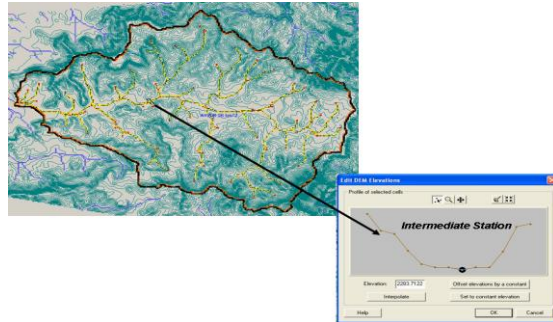 Edit DEM Elevations
Profile of selected cells
Intermediate Station
Elevation: 2203.7122
Offset elevations by a constant
Interpolate
Set to constant elevation
Help
OK
Cancel